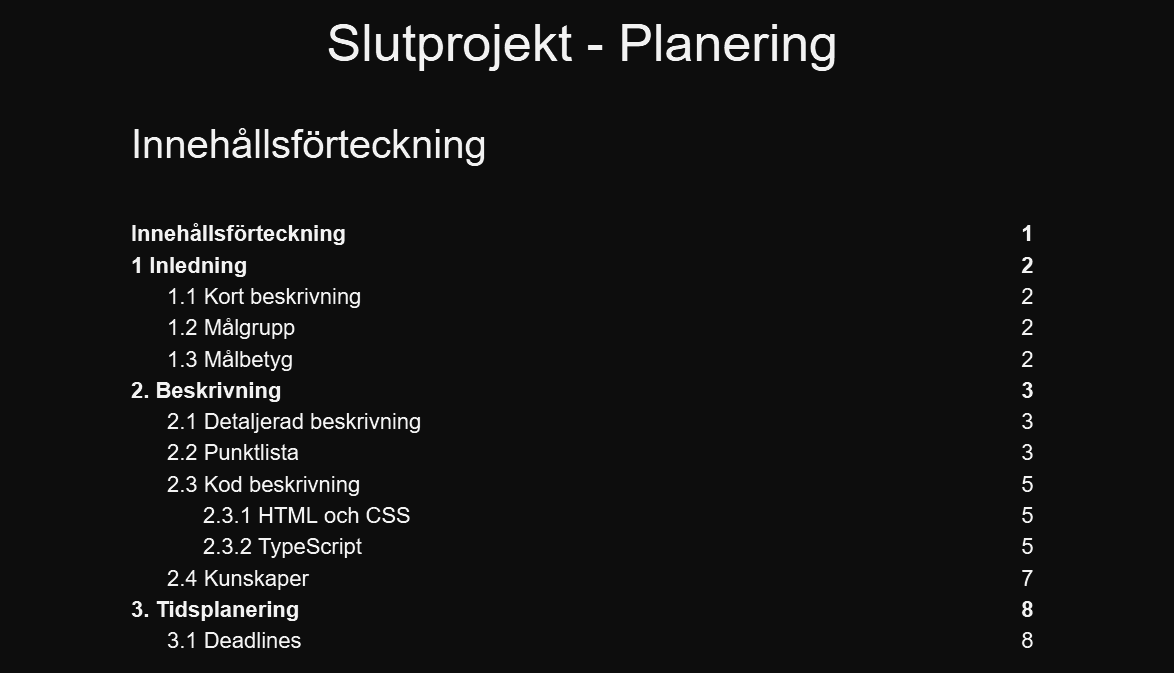 Slutprojekt - Planering
Innehållsförteckning
Innehållsförteckning 1
1 Inledning 2
1.1 Kort beskrivning 2
1.2 Målgrupp 2
1.3 Målbetyg 2
2. Beskrivning 3
2.1 Detaljerad beskrivning 3
2.2 Punktlista 3
2.3 Kod beskrivning 5
2.3.1 HTML och CSS 5
2.3.2 TypeScript 5
2.4 Kunskaper 7
3. Tidsplanering 8
3.1 Deadlines 8